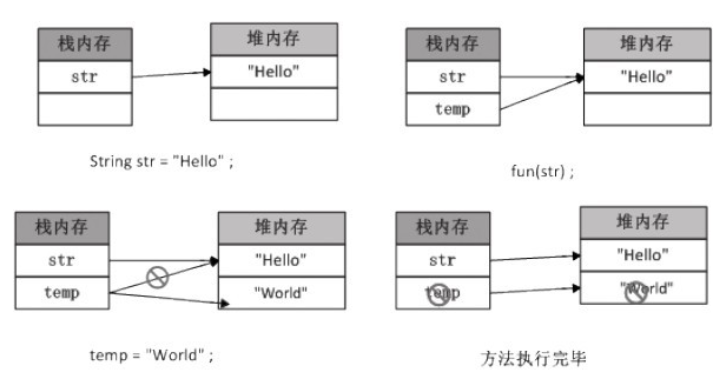 栈内存
堆内存
str
"Hello"
String str = "Hello" ;
栈内存
堆内存
str
"Hello"
temp
fun(str) ;
栈内存
堆内存
str
"Hello"
temp
"World"
temp = "World" ;
栈内存
堆内存
str
"Hello"
temp
"World"
方法执行完毕